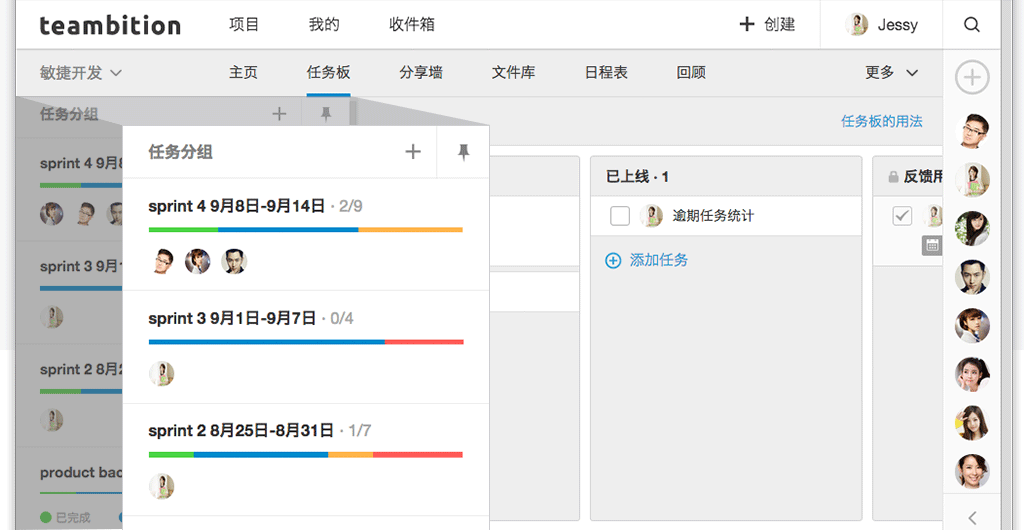 teambition 项目 我的 收件箱 + 创建 Jessy
敏捷开发 主页 任务板 分享墙 文件库 日程表 回顾 更多
任务分组
任务板的用法
sprint 4 9月8
sprint 3 9月1
sprint 2 8月2
product bac
已完成
任务分组
sprint 4 9月8日-9月14日 · 2/9
sprint 3 9月1日-9月7日 · 0/4
sprint 2 8月25日-8月31日 · 1/7
已上线 · 1
逾期任务统计
添加任务
反馈用